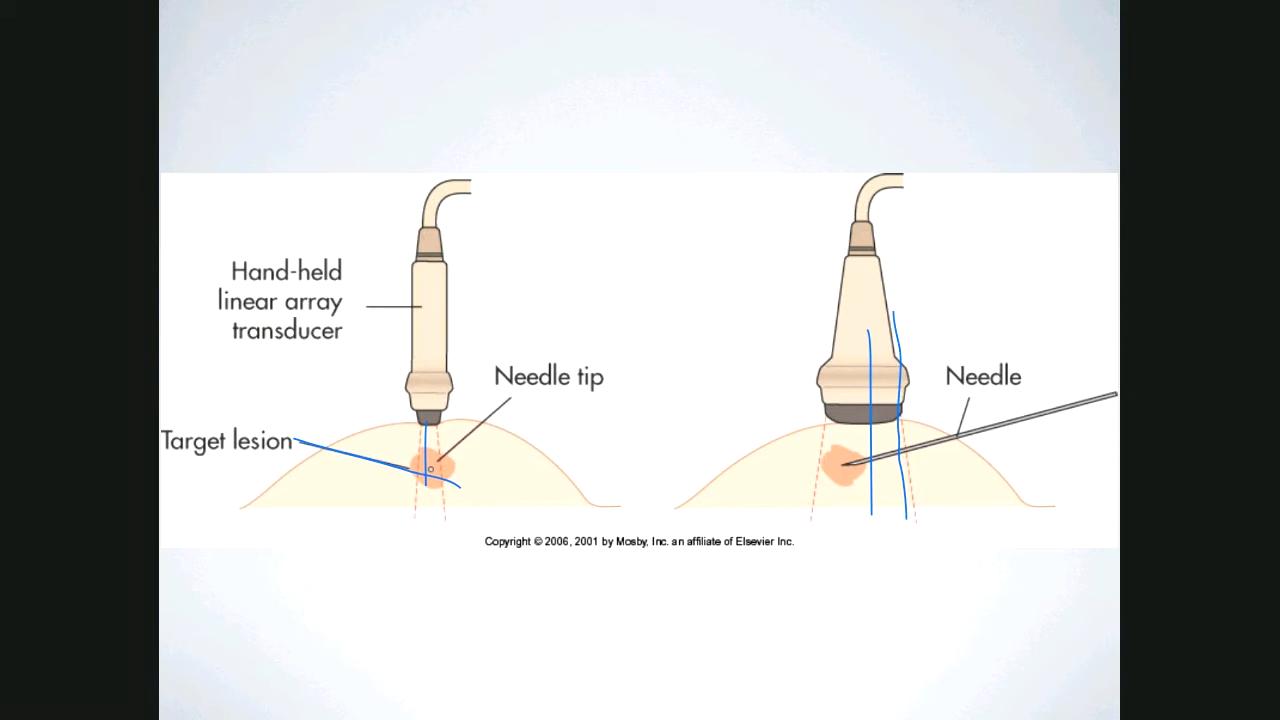 Hand-held
linear array
transducer
Needle tip
Needle
Target lesion
Copyright © 2006, 2001 by Mosby, Inc. an affiliate of Elsevier Inc.